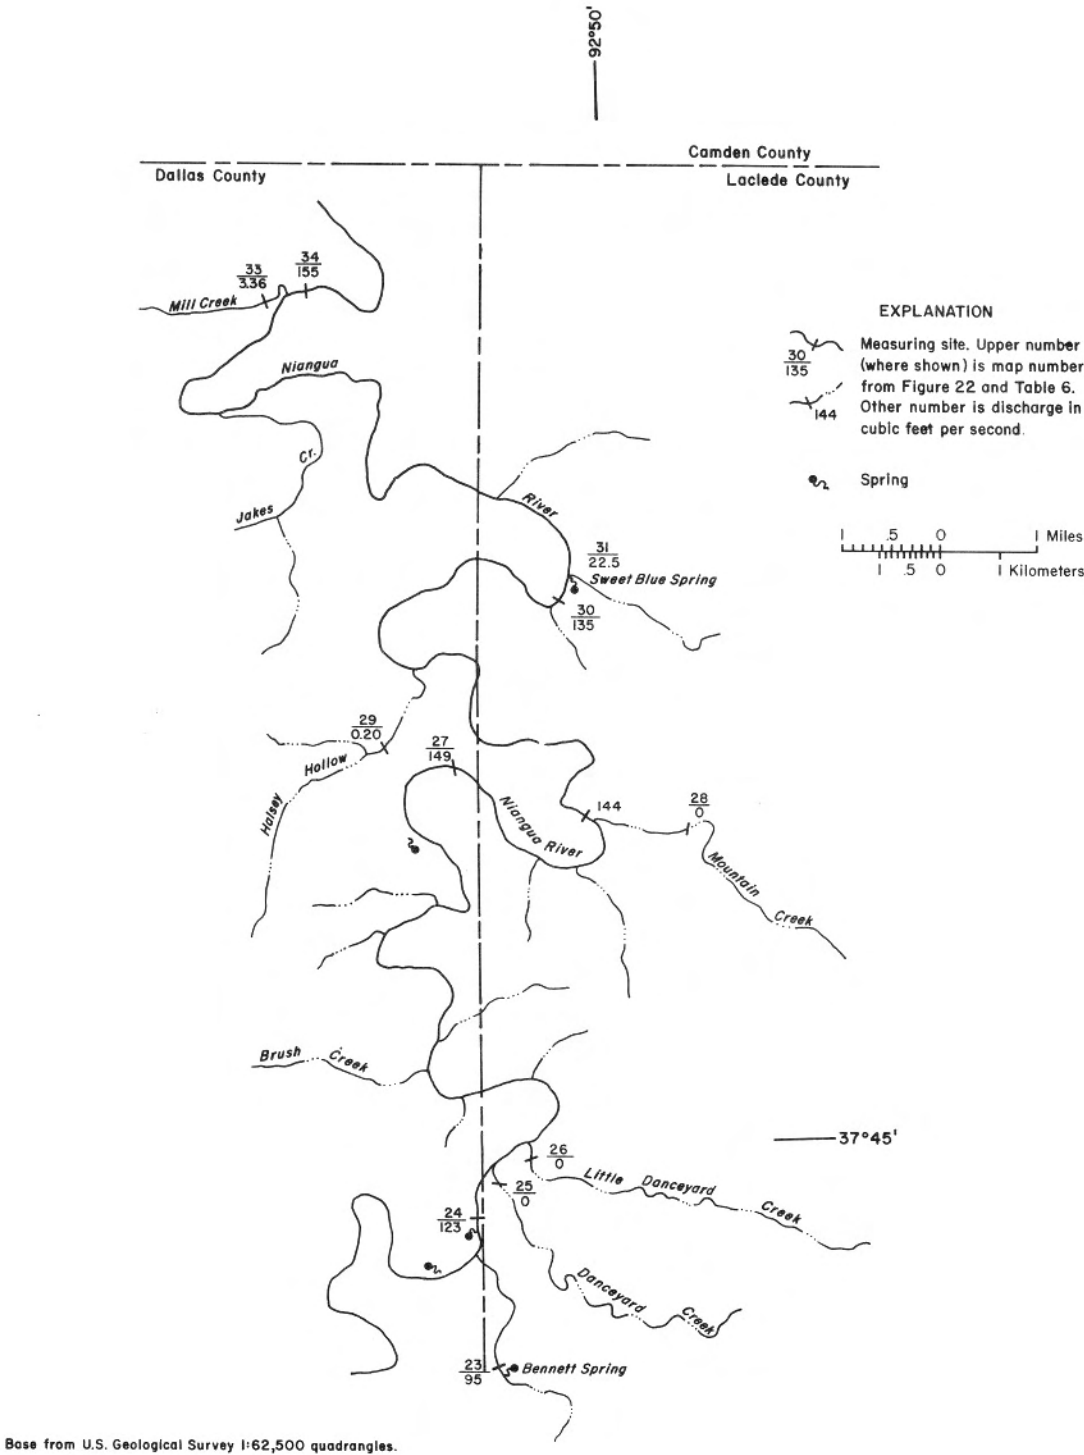 92°50'
Camden County
Dallas County
Laclede County
34
155
33
3.36
Mill Creek
EXPLANATION
Measuring site. Upper number
30
135
(where shown) is map number
from Figure 22 and Table 6.
144
Other number is discharge in
cubic feet per second.
Spring
1 .5 0 1 Miles
1 .5 0 1 Kilometers
Niangua
River
Jakes Cr.
31
22.5
Sweet Blue Spring
30
135
29
0.20
27
149
Halsey Hollow
Niangua River
144
28
0
Mountain Creek
Brush Creek
37°45'
26
0
Little Danceyard Creek
25
0
24
123
Danceyard Creek
23
95
Bennett Spring
Base from U.S. Geological Survey 1:62,500 quadrangles.